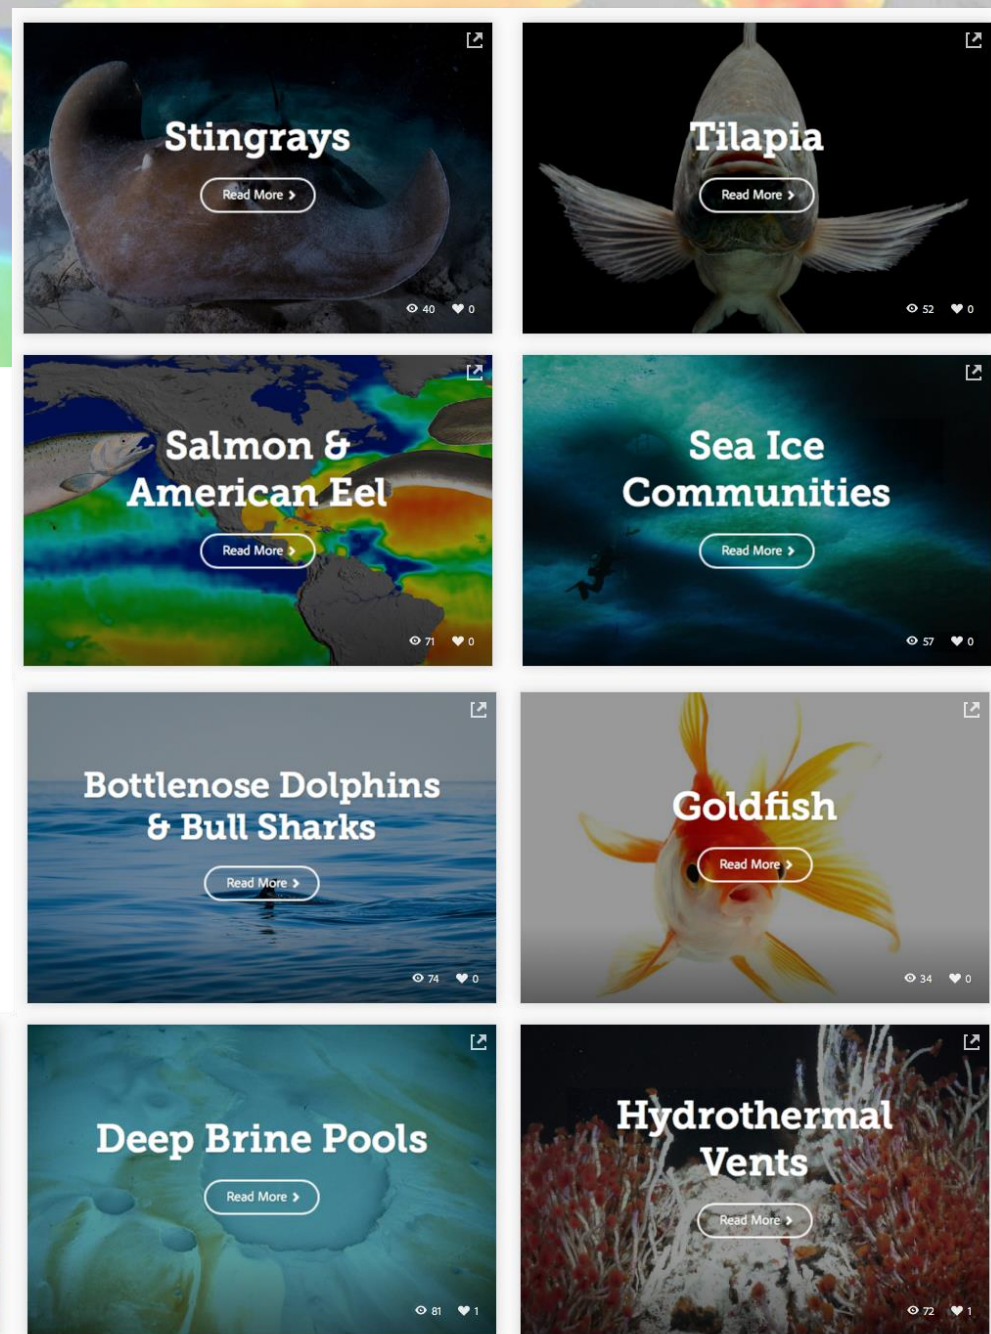 Stingrays
Read More
40 0
Tilapia
Read More
52 0
Salmon &
American Eel
Read More
71 0
Sea Ice
Communities
Read More
57 0
Bottlenose Dolphins
& Bull Sharks
Read More
74 0
Goldfish
Read More
34 0
Deep Brine Pools
Read More
81 1
Hydrothermal
Vents
Read More
72 1